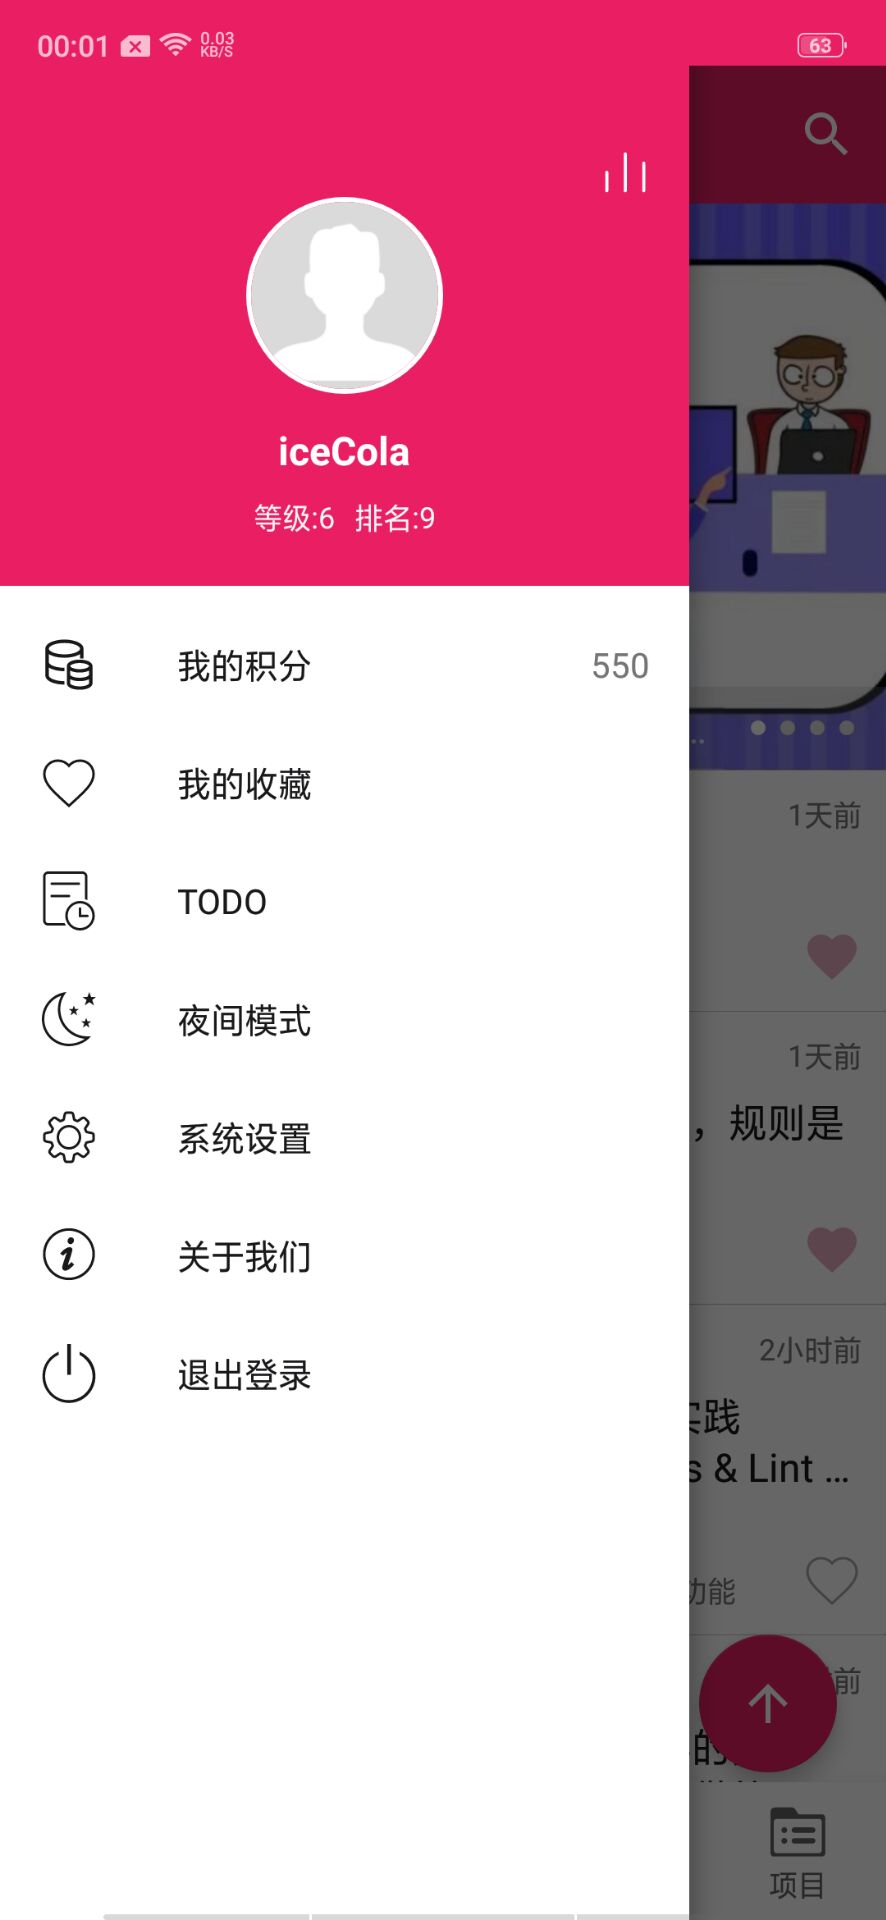 00:01
0.03
KB/S
63
iceCola
等级:6 排名:9
我的积分 550
我的收藏
TODO
夜间模式
系统设置
关于我们
退出登录
..
1天前
1天前
，规则是
2小时前
实践
s & Lint ...
功能
前
的
项目